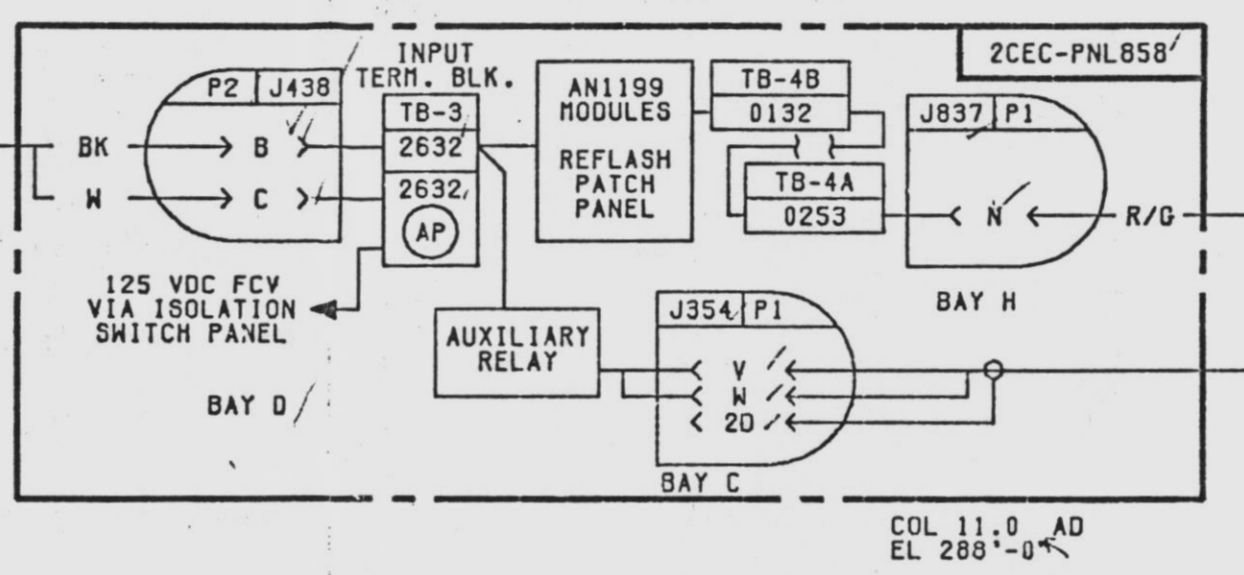 2CEC-PNL858
INPUT
TERM. BLK.
P2 J438
BK B
W C
TB-3
2632
2632
AP
125 VDC FCV
VIA ISOLATION
SWITCH PANEL
BAY D
AN1199
MODULES
REFLASH
PATCH
PANEL
TB-4B
0132
TB-4A
0253
J837 P1
N R/G
BAY H
AUXILIARY
RELAY
J354 P1
V
W
2D
BAY C
COL 11.0 AD
EL 288'-0"